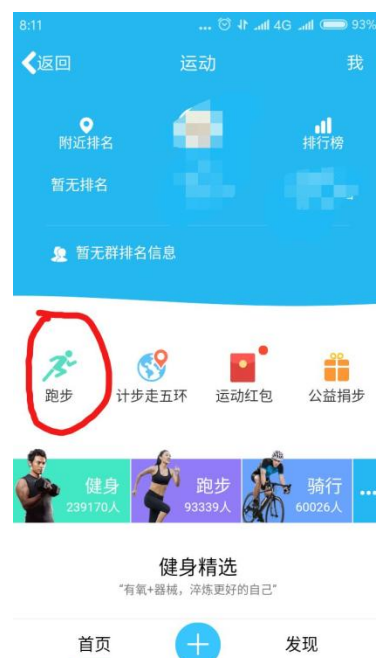 8:11 ... 4G 93%
返回 运动 我
附近排名 排行榜
暂无排名
暂无群排名信息
跑步 计步走五环 运动红包 公益捐步
健身 跑步 骑行
239170人 93339人 60026人 ...
健身精选
“有氧+器械，淬炼更好的自己”
首页 + 发现